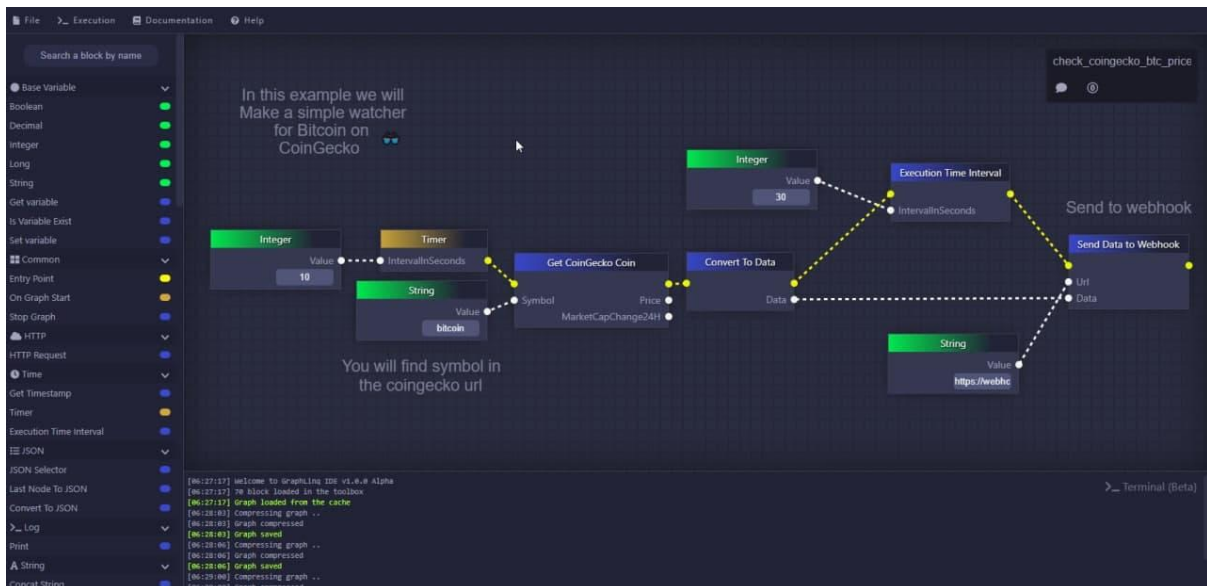 File >_ Execution Documentation Help
Search a block by name
Base Variable
Boolean
Decimal
Integer
Long
String
Get variable
Is Variable Exist
Set variable
Common
Entry Point
On Graph Start
Stop Graph
HTTP
HTTP Request
Time
Get Timestamp
Timer
Execution Time Interval
JSON
JSON Selector
Last Node To JSON
Convert To JSON
>_ Log
Print
A String
Concat String
In this example we will
Make a simple watcher
for Bitcoin on
CoinGecko
check_coingecko_btc_price
0
Integer
Value
10
Timer
IntervalInSeconds
String
Value
bitcoin
You will find symbol in
the coingecko url
Get CoinGecko Coin
Symbol Price
MarketCapChange24H
Convert To Data
Data
Integer
Value
30
Execution Time Interval
IntervalInSeconds
Send to webhook
Send Data to Webhook
Url
Data
String
Value
https://webhc
[06:27:17] Welcome to GraphLinq IDE v1.0.0 Alpha
[06:27:17] 70 block loaded in the toolbox
[06:27:17] Graph loaded from the cache
[06:28:03] Compressing graph ..
[06:28:03] Graph compressed
[06:28:03] Graph saved
[06:28:06] Compressing graph ..
[06:28:06] Graph compressed
[06:28:06] Graph saved
[06:29:00] Compressing graph ..
>_ Terminal (Beta)